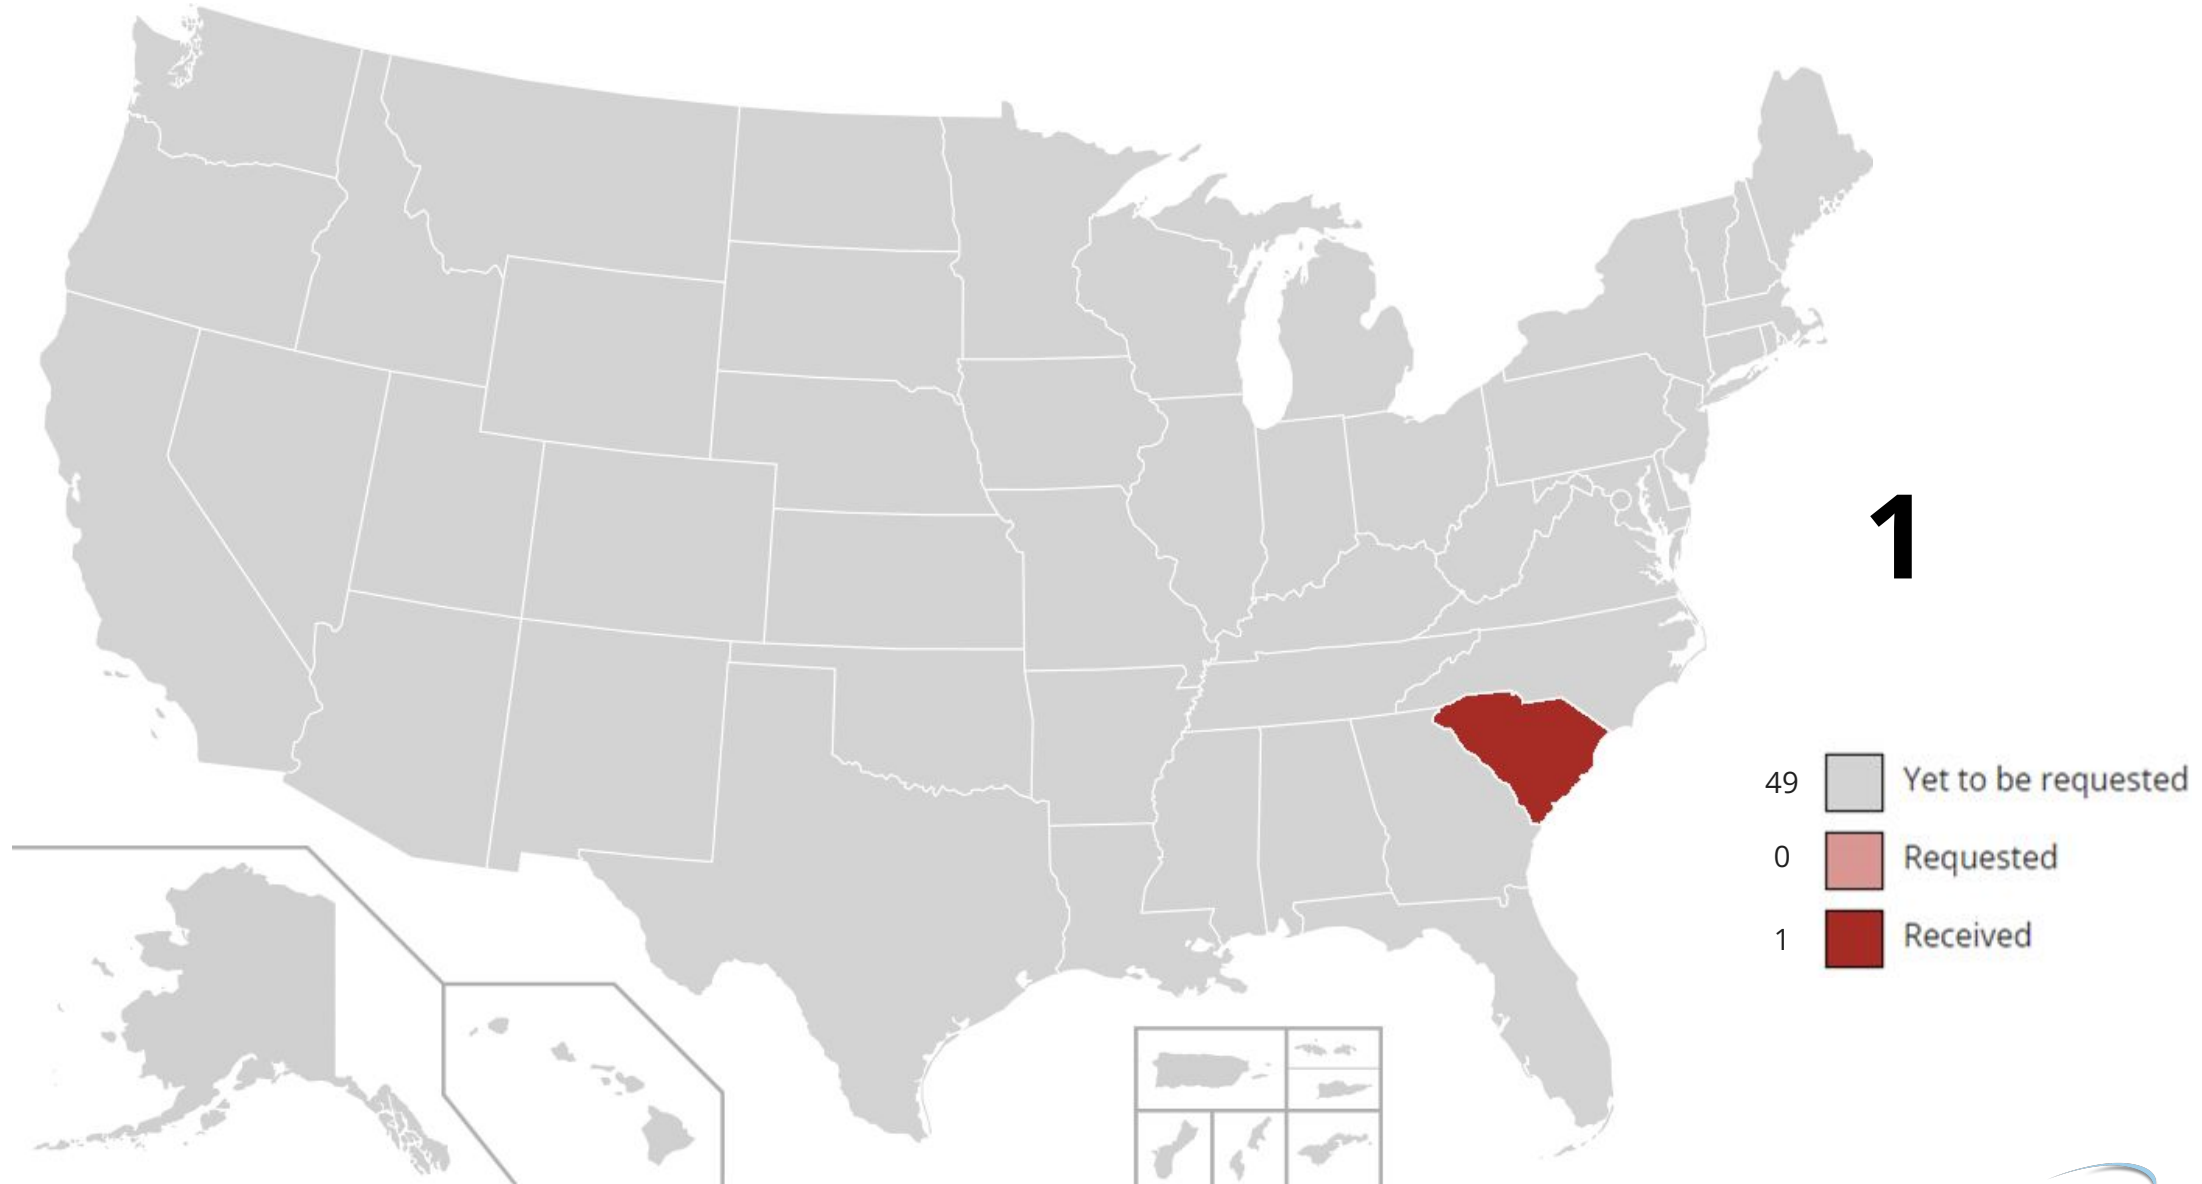 1
49 Yet to be requested
0 Requested
1 Received